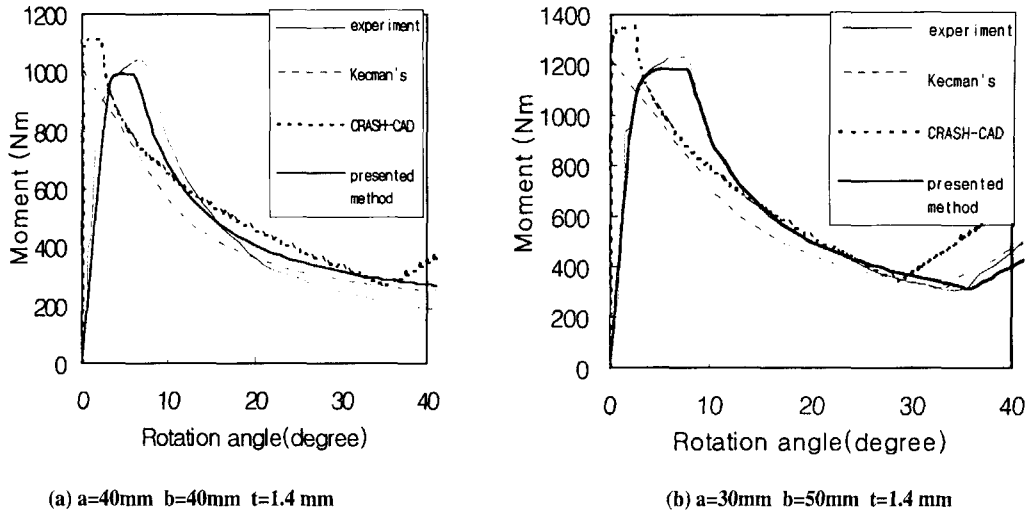 1200
1000
800
600
400
200
0
Moment (Nm
experiment
Kecman's
CRASH-CAD
presented
method
0 10 20 30 40
Rotation angle(degree)
(a) a=40mm b=40mm t=1.4 mm
1400
1200
1000
800
600
400
200
0
Moment (Nm
experiment
Kecman's
CRASH-CAD
presented
method
0 10 20 30 40
Rotation angle(degree)
(b) a=30mm b=50mm t=1.4 mm